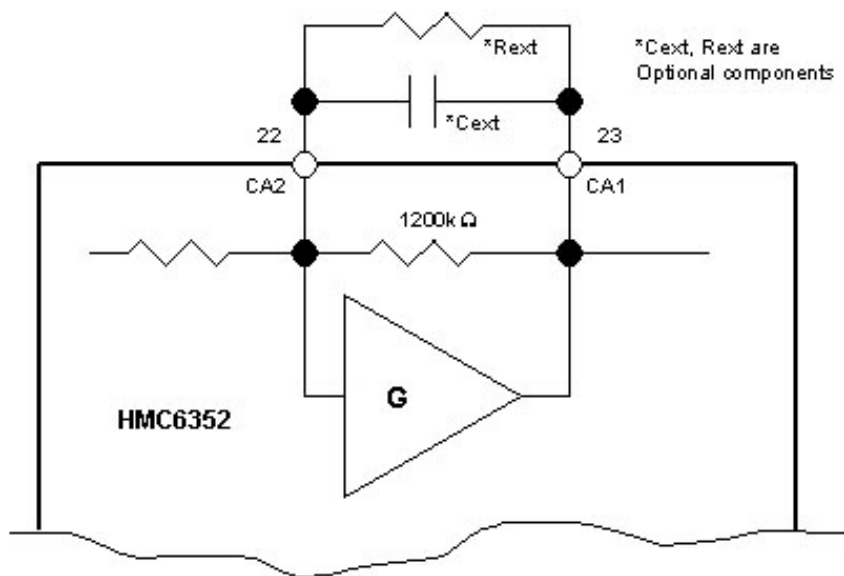 *Rext
*Cext, Rext are
Optional components
*Cext
22
23
CA2
CA1
1200k Ω
G
HMC6352